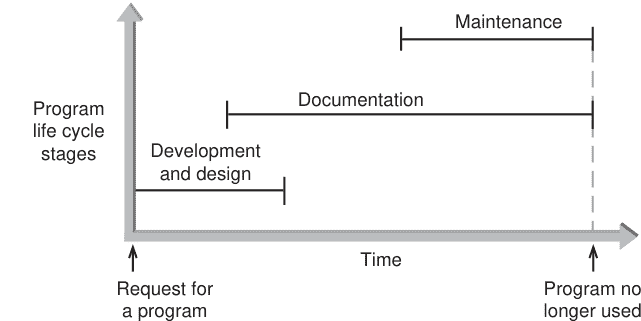 Maintenance
Documentation
Program
life cycle
stages
Development
and design
Time
Request for
a program
Program no
longer used